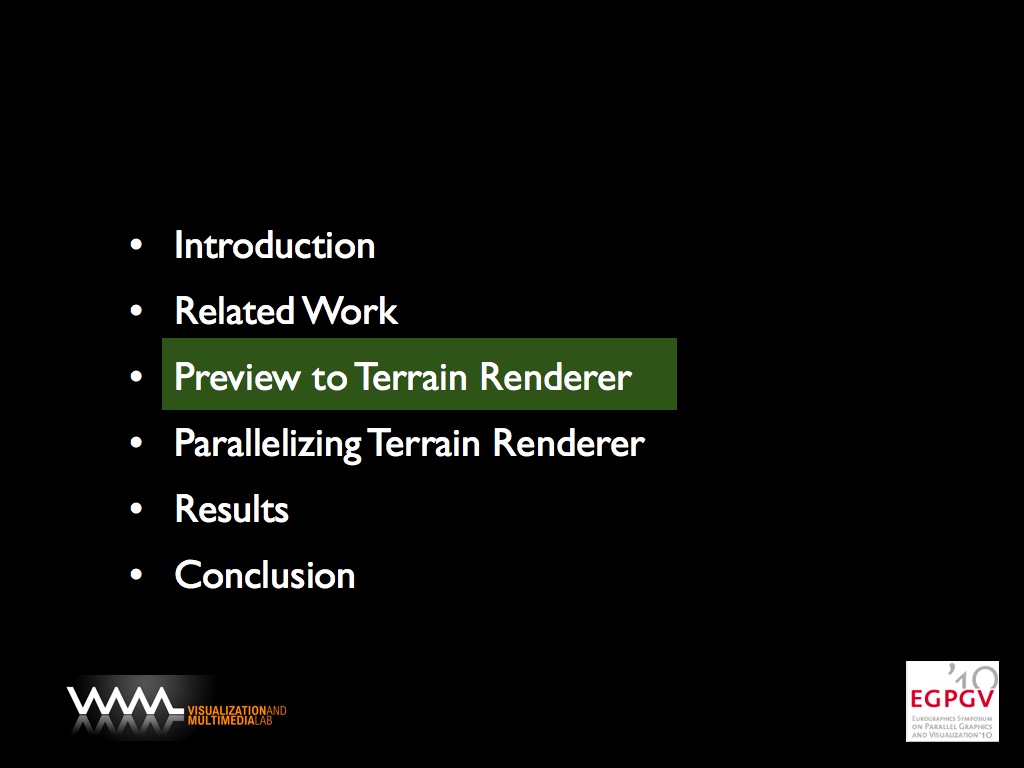 • Introduction
• Related Work
• Preview to Terrain Renderer
• Parallelizing Terrain Renderer
• Results
• Conclusion
VISUALIZATIONAND
MULTIMEDIALAB
'10
EGPGV
EUROGRAPHICS SYMPOSIUM
ON PARALLEL GRAPHICS
AND VISUALIZATION'10